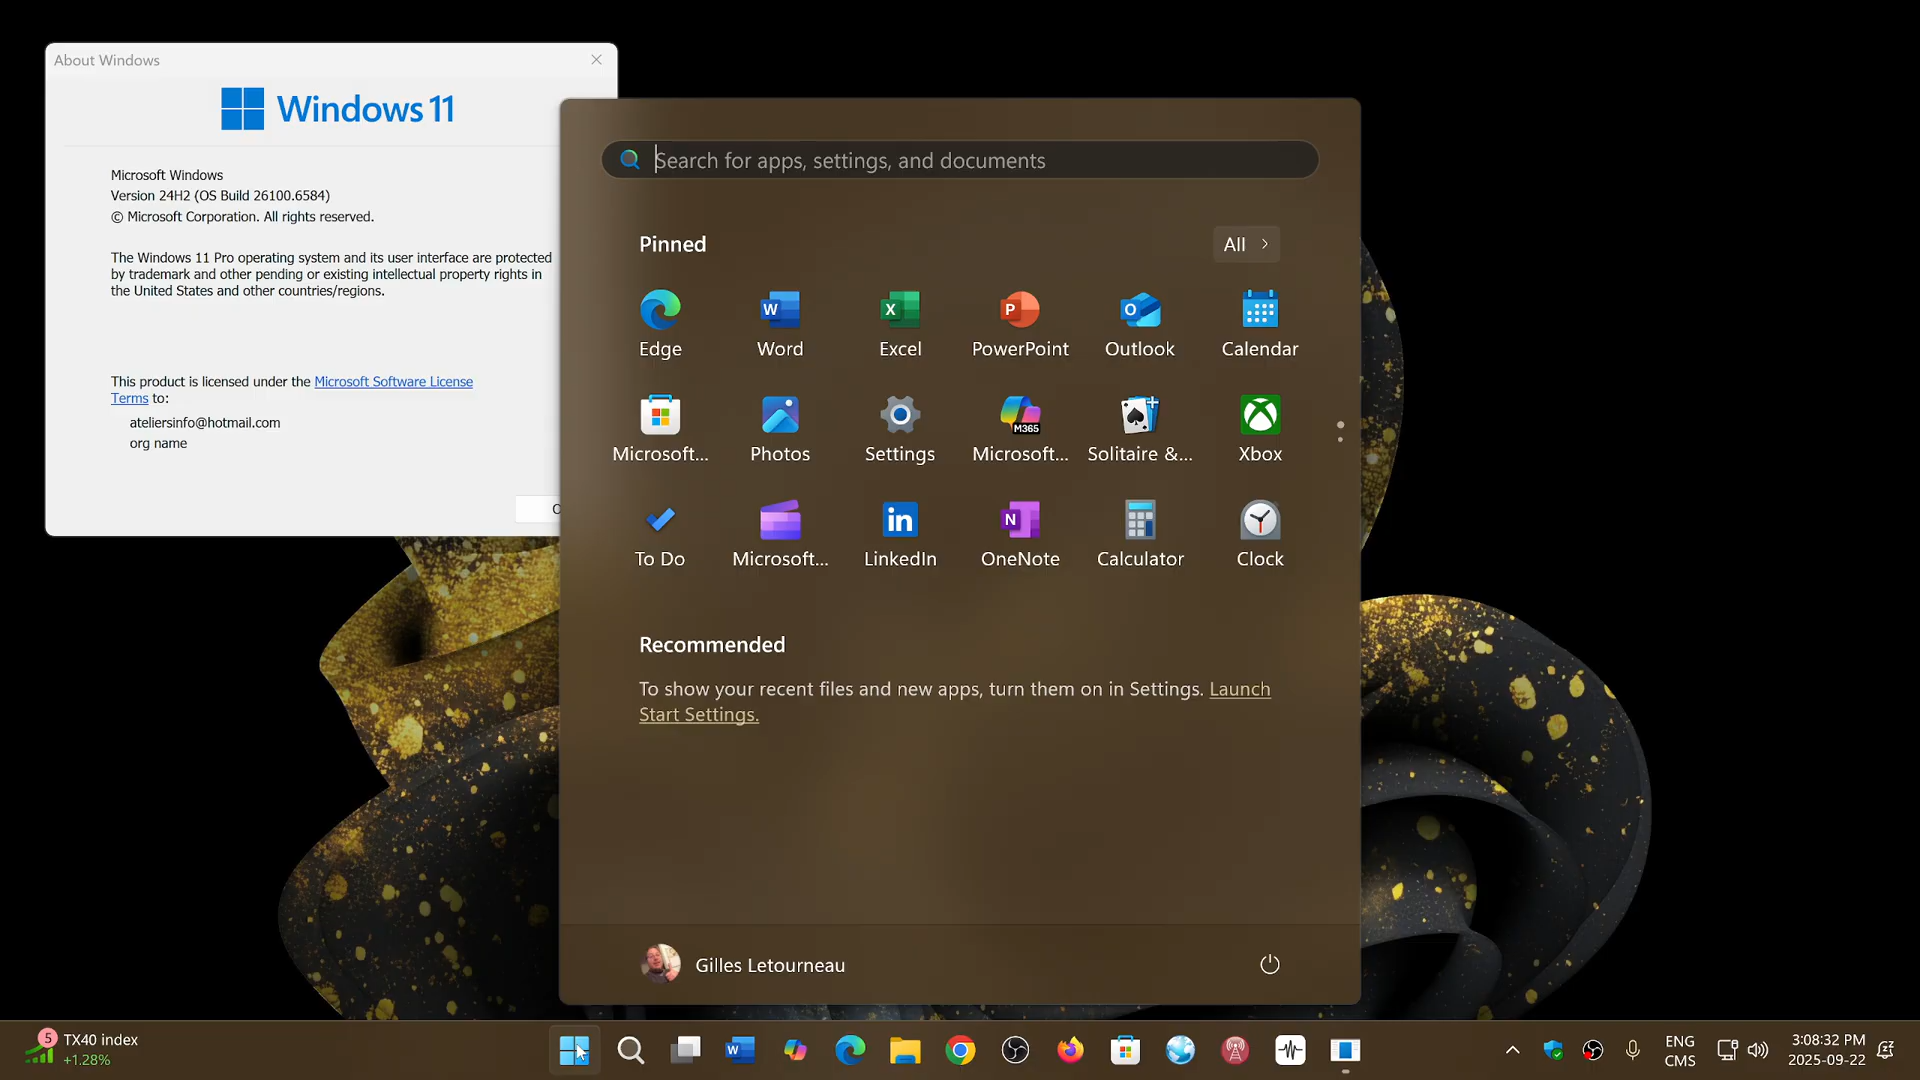 About Windows
Windows 11
Microsoft Windows
Version 24H2 (OS Build 26100.6584)
© Microsoft Corporation. All rights reserved.
The Windows 11 Pro operating system and its user interface are protected
by trademark and other pending or existing intellectual property rights in
the United States and other countries/regions.
This product is licensed under the Microsoft Software License
Terms to:
ateliersinfo@hotmail.com
org name
Search for apps, settings, and documents
Pinned
All
Edge
Word
Excel
PowerPoint
Outlook
Calendar
M365
Microsoft...
Photos
Settings
Microsoft...
Solitaire &...
Xbox
To Do
Microsoft...
LinkedIn
OneNote
Calculator
Clock
Recommended
To show your recent files and new apps, turn them on in Settings. Launch
Start Settings.
Gilles Letourneau
5
TX40 index
+1.28%
ENG
CMS
3:08:32 PM
2025-09-22